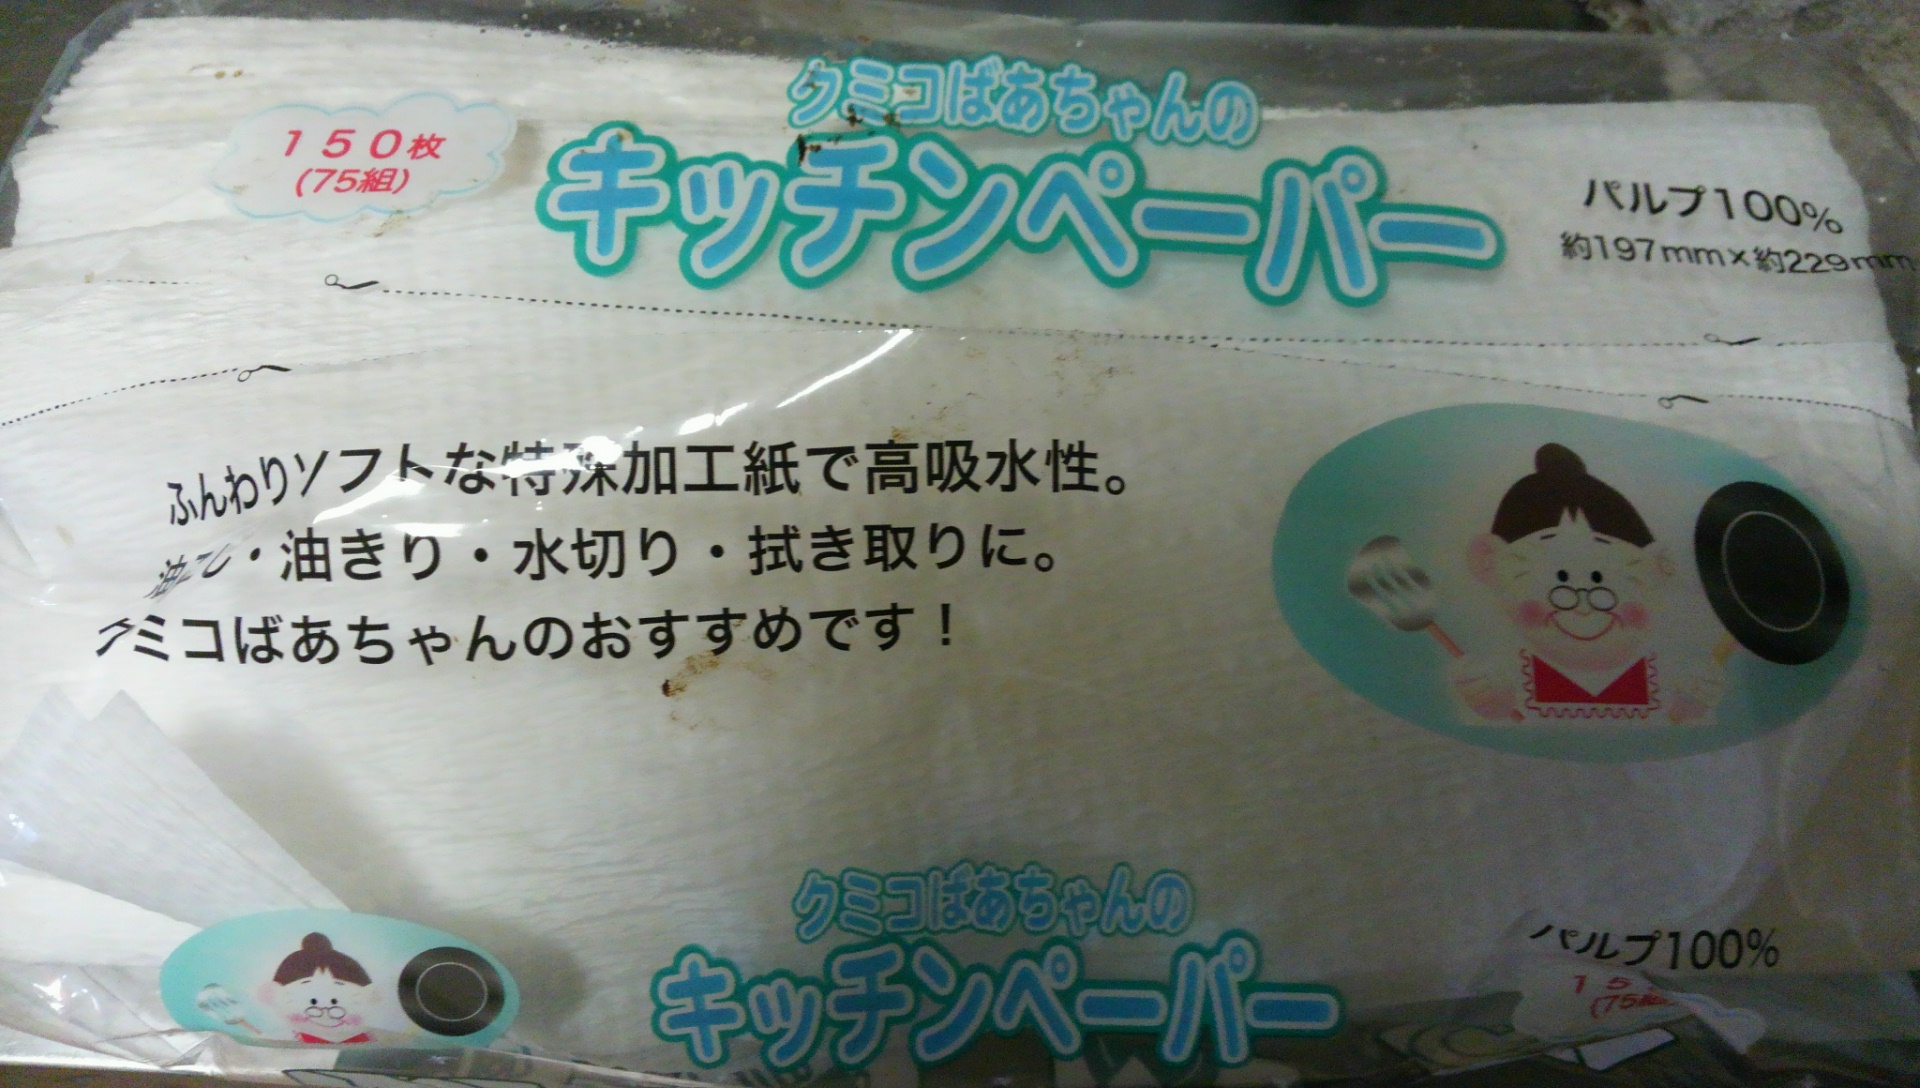 クミコばあちゃんの
キッチンペーパー
150枚
(75組)
パルプ100%
約197mm×約229mm
ふんわりソフトな特殊加工紙で高吸水性。
・油きり・水切り・拭き取りに。
クミコばあちゃんのおすすめです！
クミコばあちゃんの
キッチンペーパー
パルプ100%